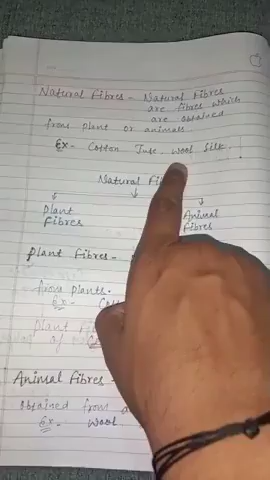 Natural Fibres - Natural Fibres
are fibres which
are obtained
from plant or animals.
Ex- Cotton Jute Wool Silk.
Natural
Plant
Fibres
Animal
Fibres
Plant Fibres -
from plants.
Ex-
Animal Fibres -
obtained from
Ex- Wool